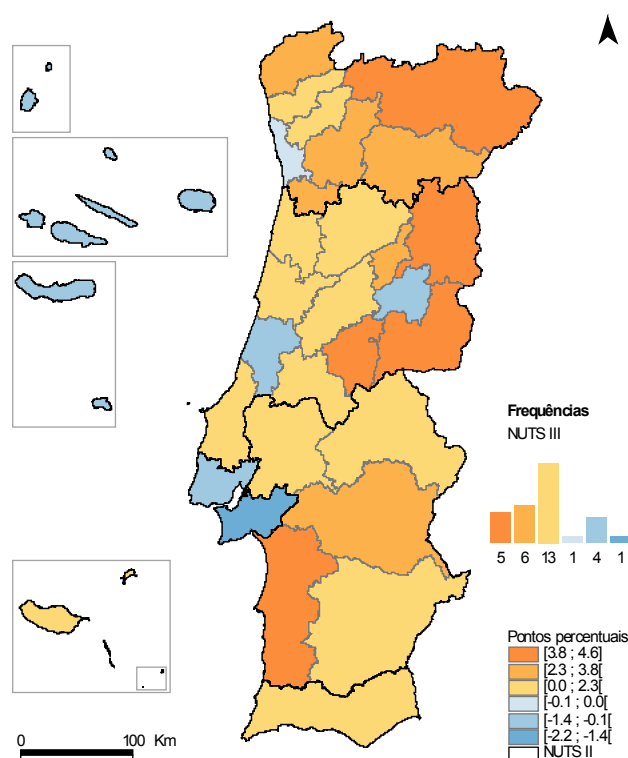 Frequências
NUTS III
5 6 13 1 4 1
Pontos percentuais
[3.8 ; 4.6]
[2.3 ; 3.8[
[0.0 ; 2.3[
[-0.1 ; 0.0[
[-1.4 ; -0.1[
[-2.2 ; -1.4[
NUTS II
0 100 Km